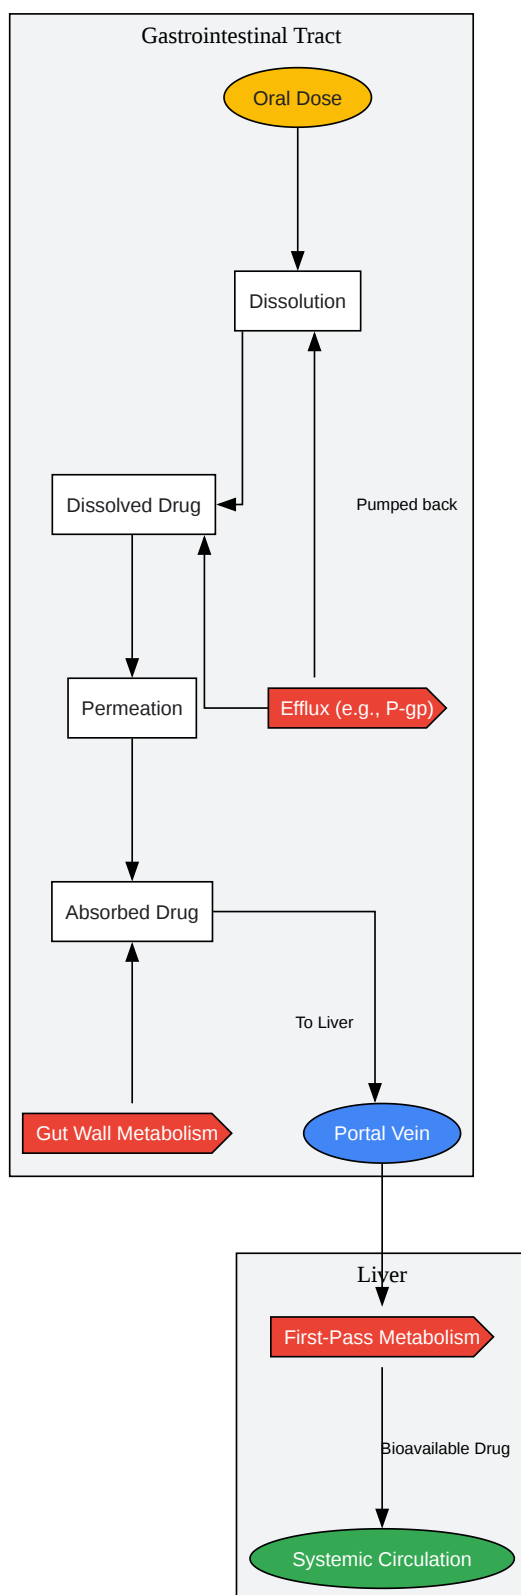 Gastrointestinal Tract
Oral Dose
Dissolution
Dissolved Drug
Pumped back
Permeation
Efflux (e.g., P-gp)
Absorbed Drug
To Liver
Gut Wall Metabolism
Portal Vein
Liver
First-Pass Metabolism
Bioavailable Drug
Systemic Circulation